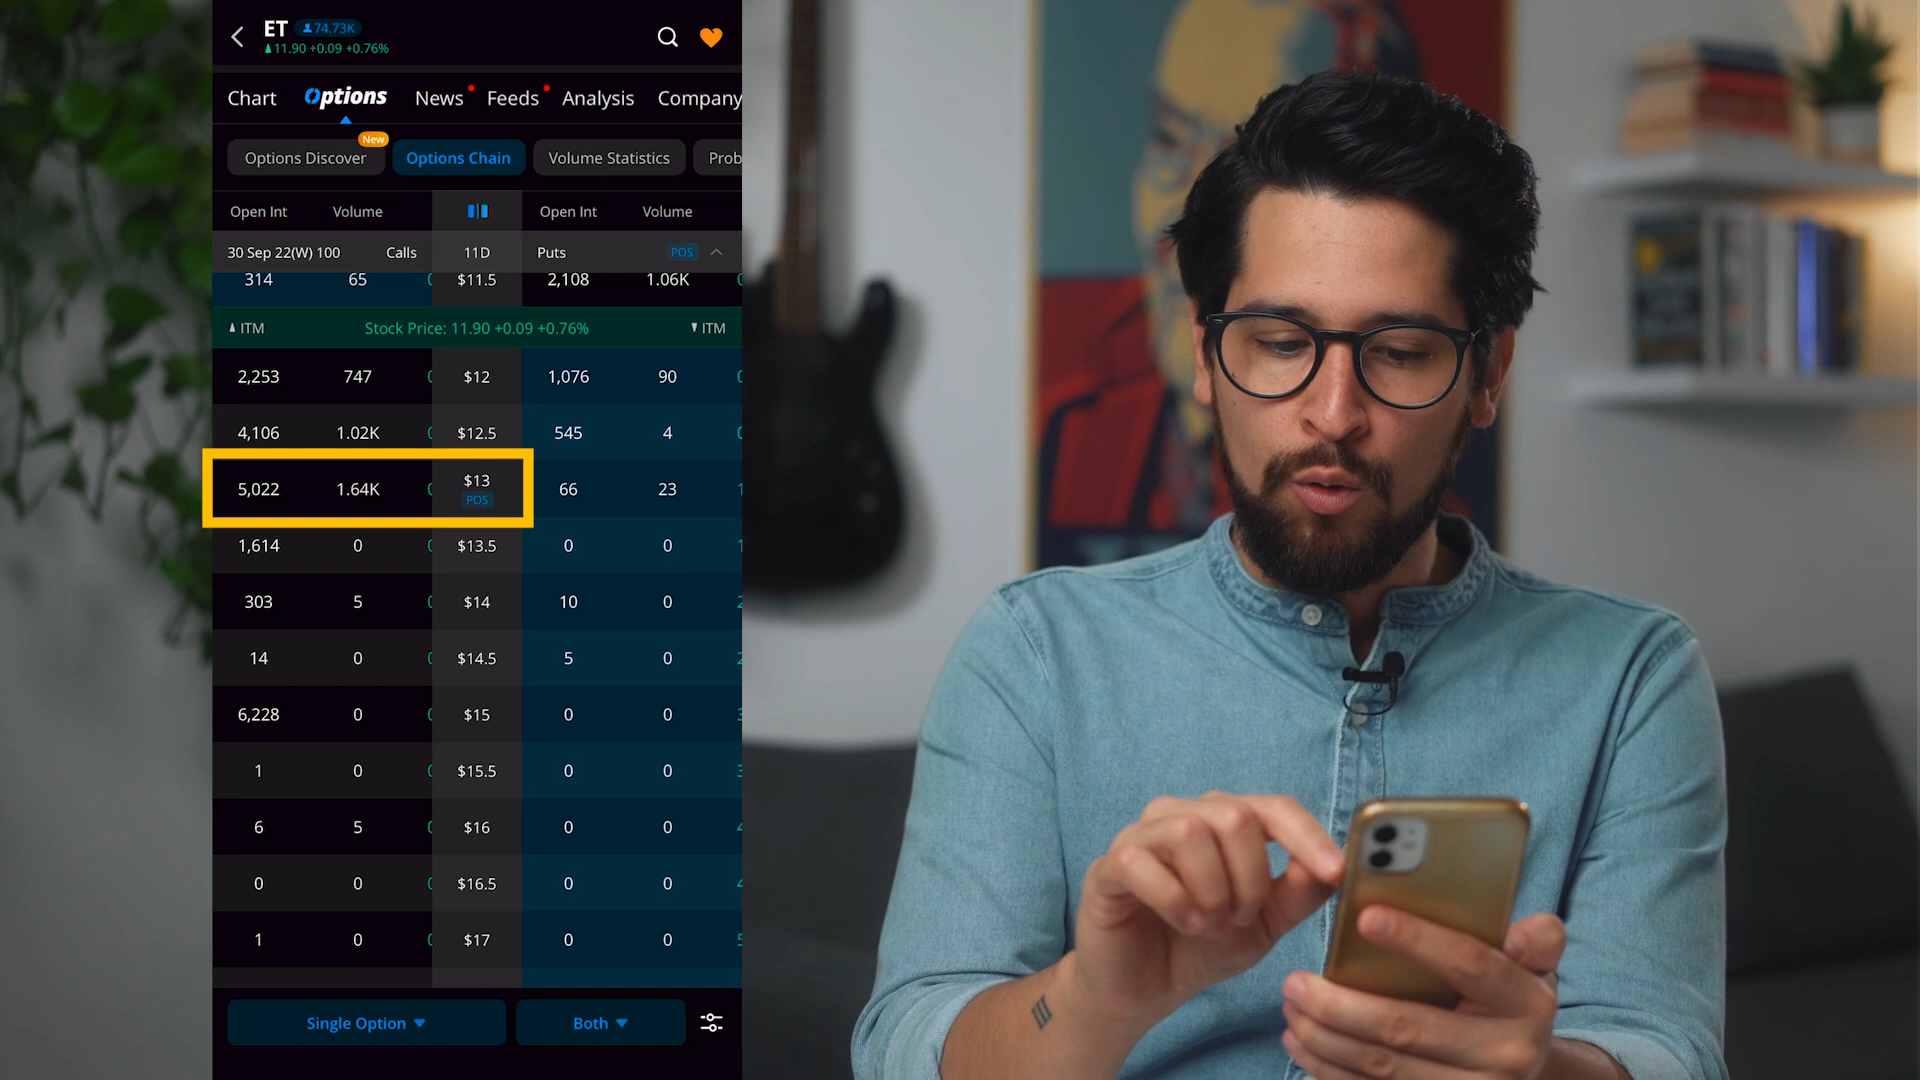 ET 74.73K
11.90 +0.09 +0.76%
Chart Options News Feeds Analysis Company
New
Options Discover Options Chain Volume Statistics Prob
Open Int Volume Open Int Volume
30 Sep 22(W) 100 Calls 11D Puts POS
314 65 $11.5 2,108 1.06K
ITM Stock Price: 11.90 +0.09 +0.76% ITM
2,253 747 $12 1,076 90
4,106 1.02K $12.5 545 4
5,022 1.64K $13 66 23
POS
1,614 0 $13.5 0 0
303 5 $14 10 0
14 0 $14.5 5 0
6,228 0 $15 0 0
1 0 $15.5 0 0
6 5 $16 0 0
0 0 $16.5 0 0
1 0 $17 0 0
Single Option Both